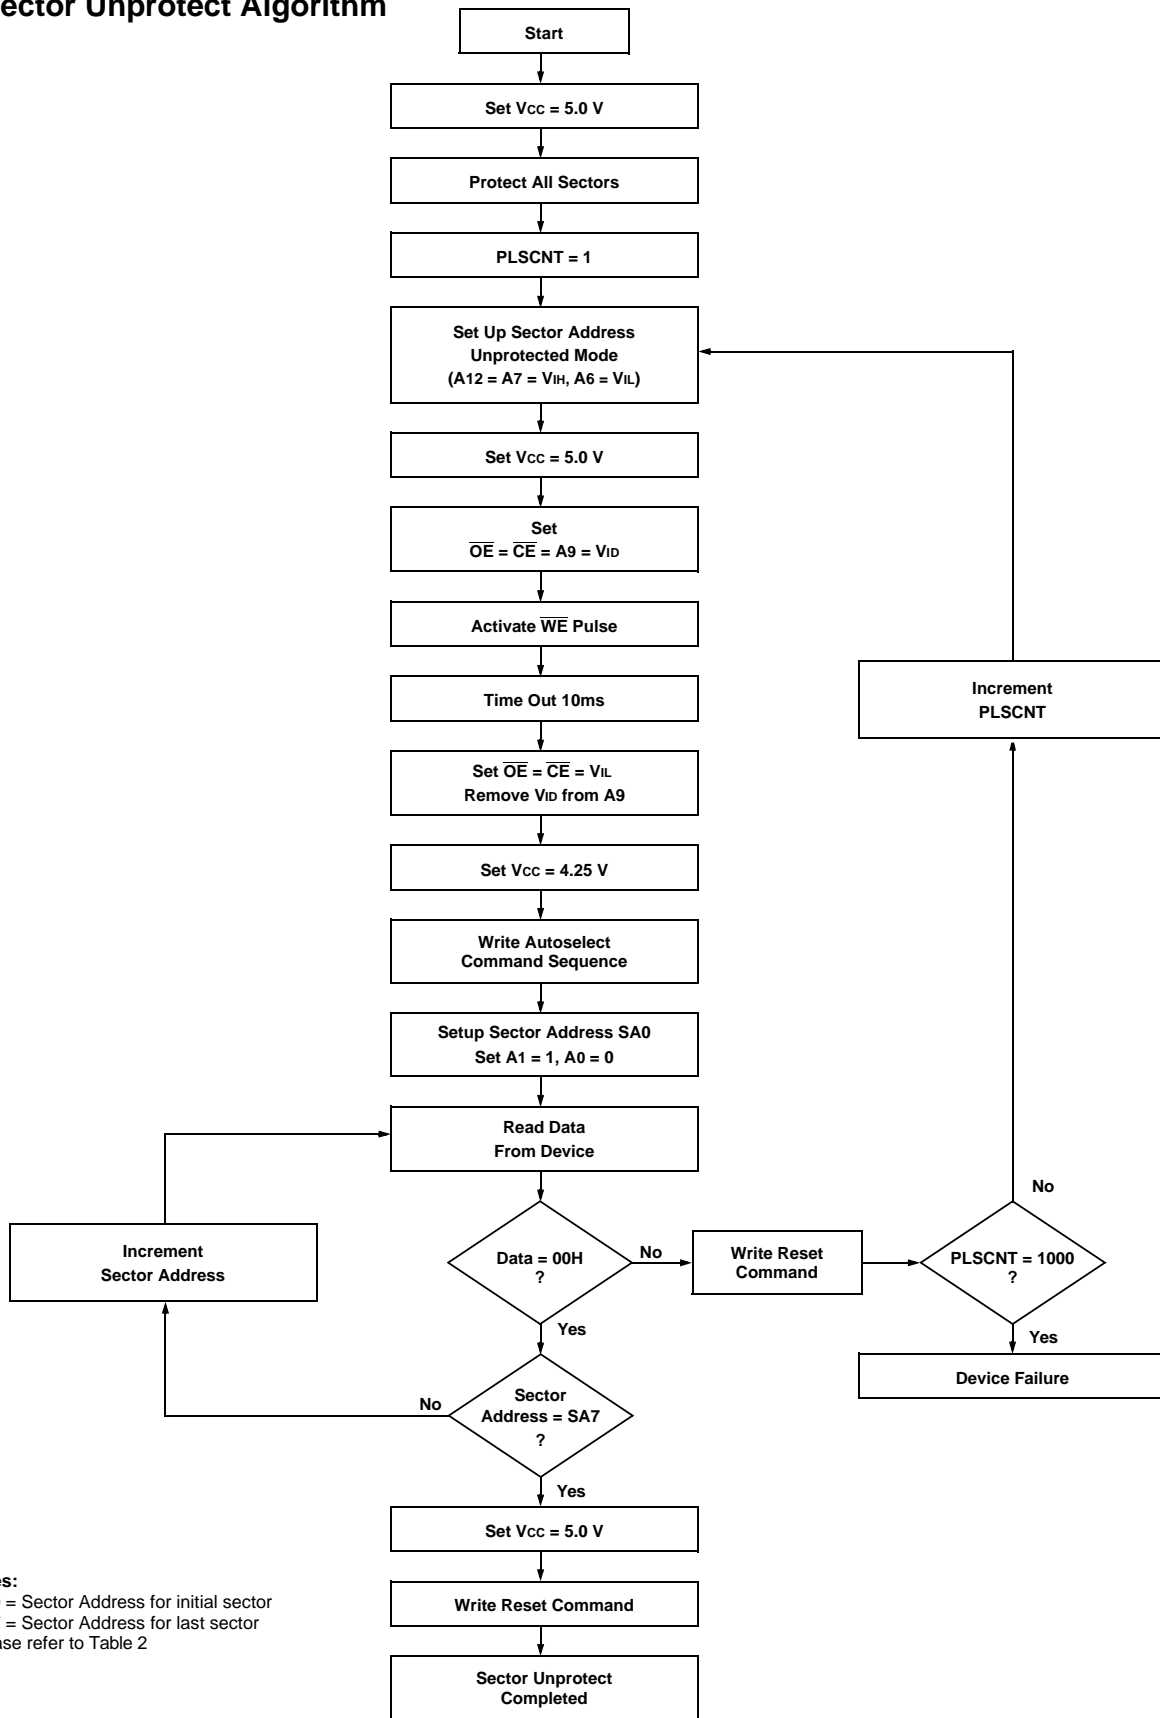 ector Unprotect Algorithm
Start
Set VCC = 5.0 V
Protect All Sectors
PLSCNT = 1
Set Up Sector Address
Unprotected Mode
(A12 = A7 = VIH, A6 = VIL)
Set VCC = 5.0 V
Set
O̅E̅ = C̅E̅ = A9 = VID
Activate W̅E̅ Pulse
Time Out 10ms
Increment
PLSCNT
Set O̅E̅ = C̅E̅ = VIL
Remove VID from A9
Set VCC = 4.25 V
Write Autoselect
Command Sequence
Setup Sector Address SA0
Set A1 = 1, A0 = 0
Read Data
From Device
No
Increment
Sector Address
Data = 00H
?
No
Write Reset
Command
PLSCNT = 1000
?
Yes
Yes
Device Failure
No
Sector
Address = SA7
?
Yes
Set VCC = 5.0 V
es:
= Sector Address for initial sector
= Sector Address for last sector
ase refer to Table 2
Write Reset Command
Sector Unprotect
Completed